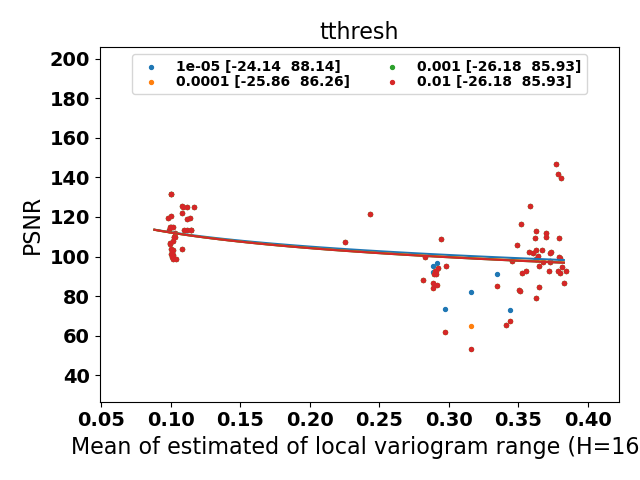 tthresh
1e-05 [-24.14  88.14]
0.0001 [-25.86  86.26]
0.001 [-26.18  85.93]
0.01 [-26.18  85.93]
PSNR
200
180
160
140
120
100
80
60
40
0.05 0.10 0.15 0.20 0.25 0.30 0.35 0.40
Mean of estimated of local variogram range (H=16